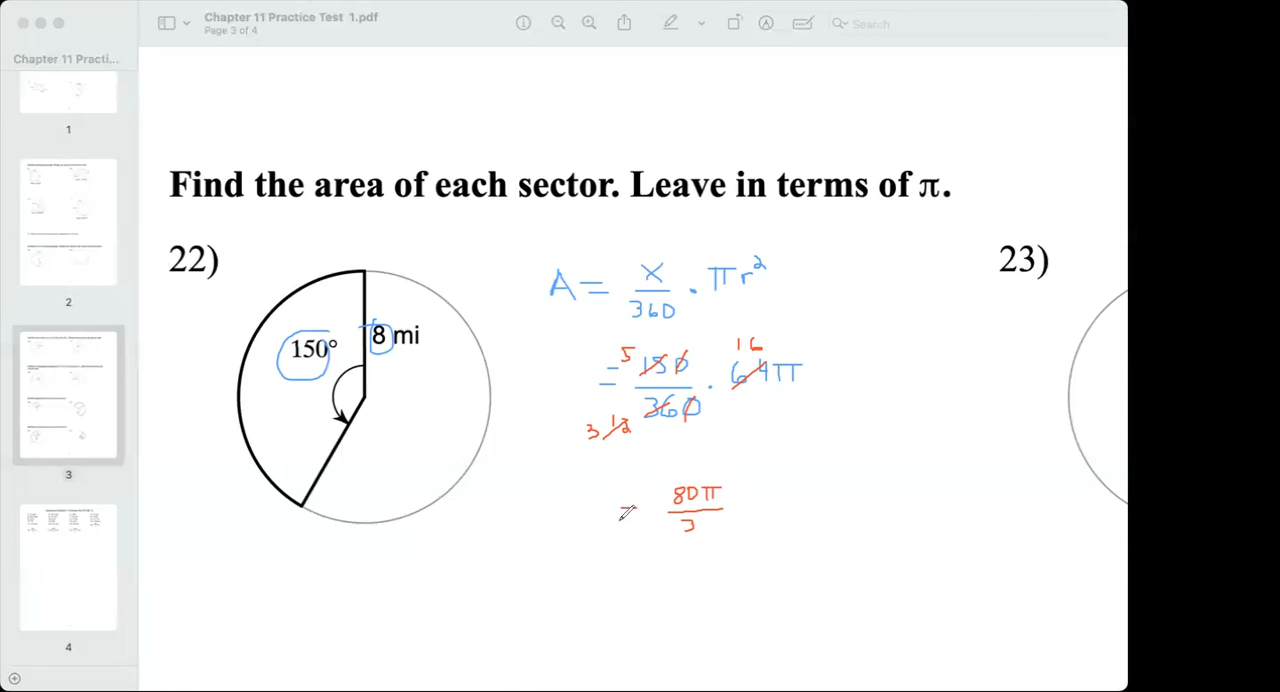 Chapter 11 Practice Test 1.pdf
Page 3 of 4
Search
Chapter 11 Practi...
1
2
3
4
Find the area of each sector. Leave in terms of π.
22)
23)
150°
8 mi
A = x/360 · πr²
= 5 150/360 · 64π 16
3 12
= 80π/3